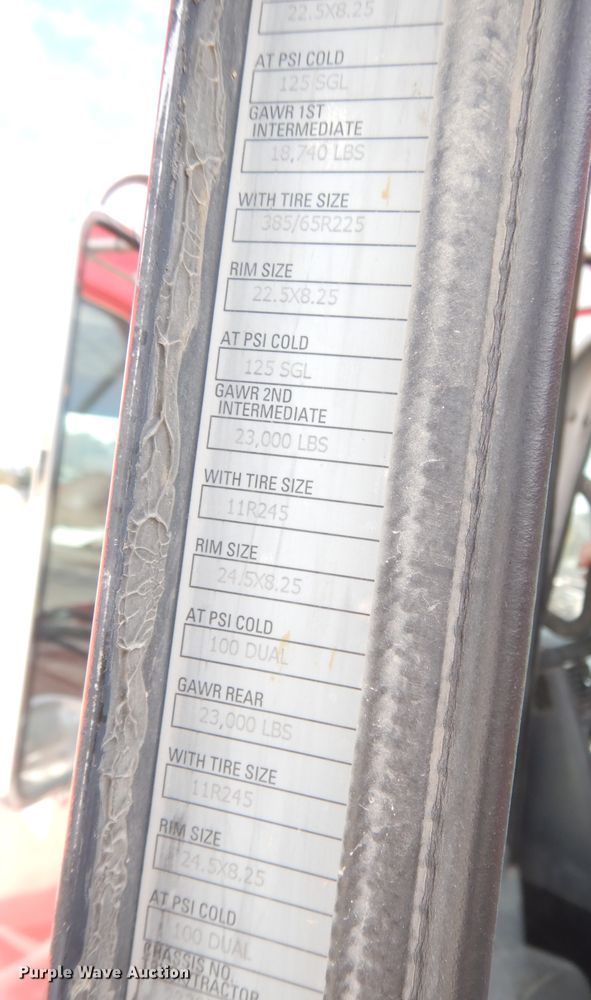 22.5X8.25
AT PSI COLD
125 SGL
GAWR 1ST
INTERMEDIATE
18,740 LBS
WITH TIRE SIZE
385/65R225
RIM SIZE
22.5X8.25
AT PSI COLD
125 SGL
GAWR 2ND
INTERMEDIATE
23,000 LBS
WITH TIRE SIZE
11R245
RIM SIZE
24.5X8.25
AT PSI COLD
100 DUAL
GAWR REAR
23,000 LBS
WITH TIRE SIZE
11R245
RIM SIZE
24.5X8.25
AT PSI COLD
100 DUAL
CHASSIS NO.
Purple Wave Auction